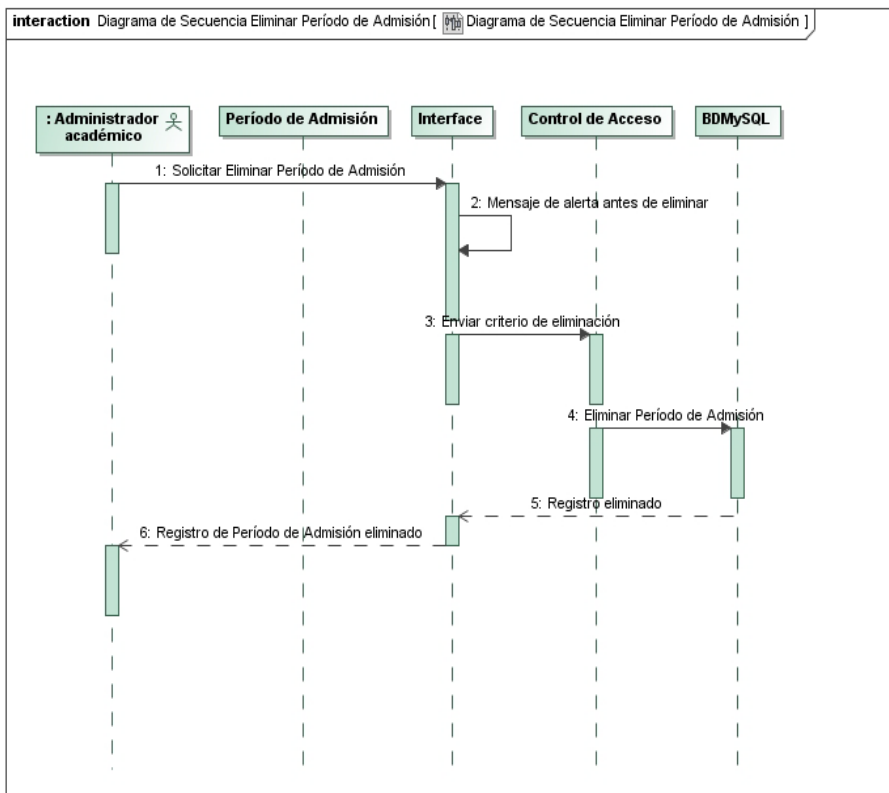 interaction Diagrama de Secuencia Eliminar Período de Admisión[ Diagrama de Secuencia Eliminar Período de Admisión ]
: Administrador
académico
Período de Admisión
Interface
Control de Acceso
BDMySQL
1: Solicitar Eliminar Período de Admisión
2: Mensaje de alerta antes de eliminar
3: Enviar criterio de eliminación
4: Eliminar Período de Admisión
5: Registro eliminado
6: Registro de Período de Admisión eliminado